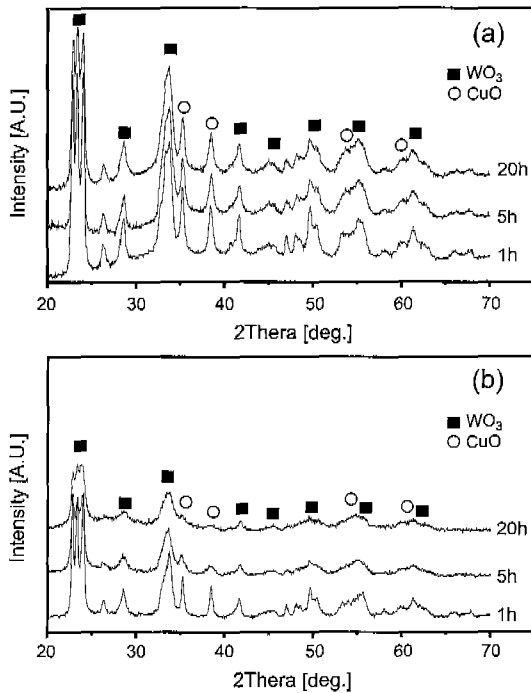 (a)
■ WO₃
○ CuO
20h
5h
1h
Intensity [A.U.]
20 30 40 50 60 70
2Thera [deg.]
(b)
■ WO₃
○ CuO
20h
5h
1h
Intensity [A.U.]
20 30 40 50 60 70
2Thera [deg.]